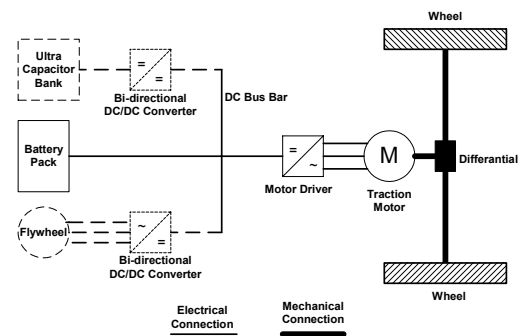 Wheel
Ultra
Capacitor
Bank
=
=
Bi-directional
DC/DC Converter
DC Bus Bar
Battery
Pack
=
~
Motor Driver
M
Traction
Motor
Differential
Flywheel
~
=
Bi-directional
DC/DC Converter
Wheel
Electrical
Connection
Mechanical
Connection